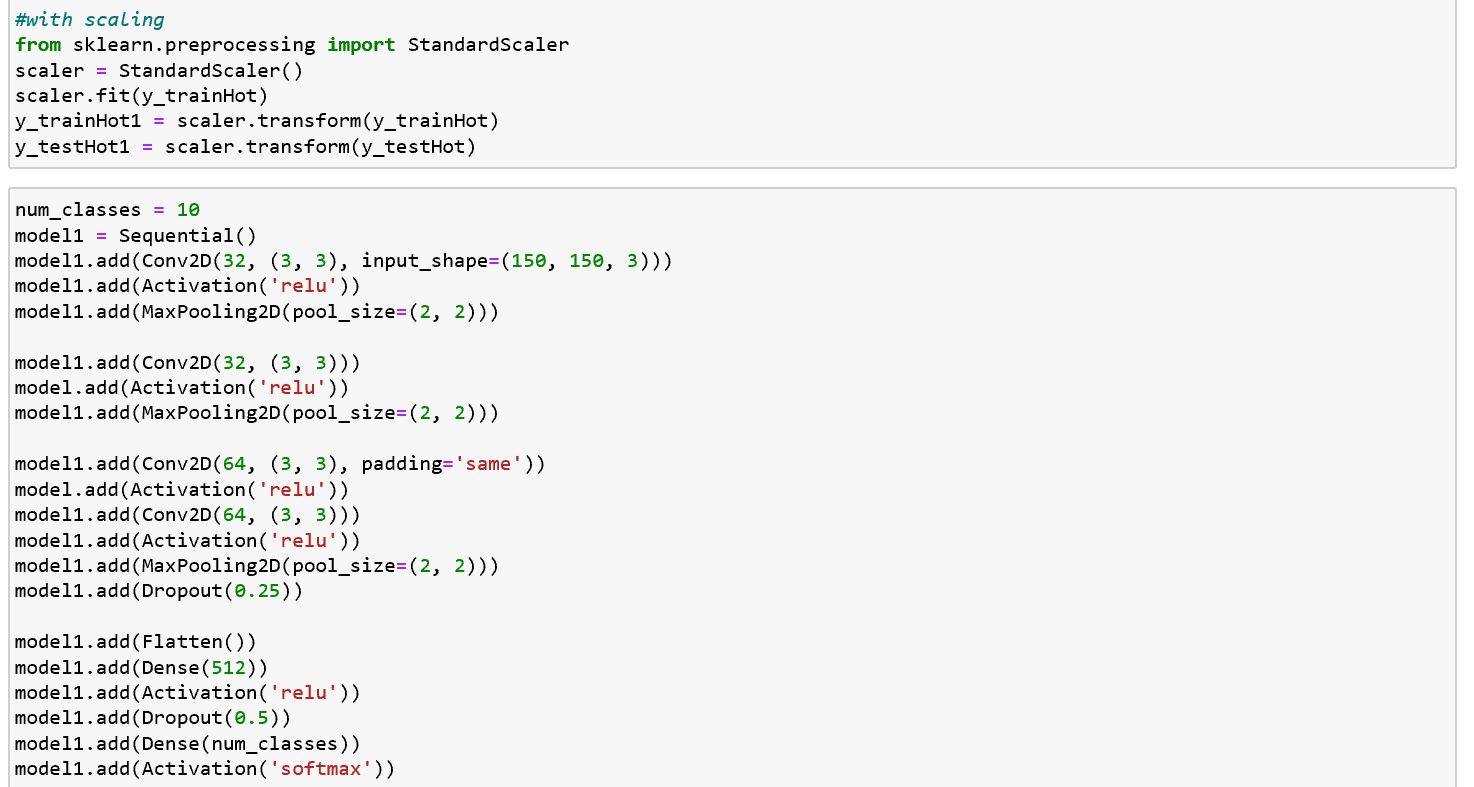 #with scaling
from sklearn.preprocessing import StandardScaler
scaler = StandardScaler()
scaler.fit(y_trainHot)
y_trainHot1 = scaler.transform(y_trainHot)
y_testHot1 = scaler.transform(y_testHot)
num_classes = 10
model1 = Sequential()
model1.add(Conv2D(32, (3, 3), input_shape=(150, 150, 3)))
model1.add(Activation('relu'))
model1.add(MaxPooling2D(pool_size=(2, 2)))
model1.add(Conv2D(32, (3, 3)))
model.add(Activation('relu'))
model1.add(MaxPooling2D(pool_size=(2, 2)))
model1.add(Conv2D(64, (3, 3), padding='same'))
model.add(Activation('relu'))
model1.add(Conv2D(64, (3, 3)))
model1.add(Activation('relu'))
model1.add(MaxPooling2D(pool_size=(2, 2)))
model1.add(Dropout(0.25))
model1.add(Flatten())
model1.add(Dense(512))
model1.add(Activation('relu'))
model1.add(Dropout(0.5))
model1.add(Dense(num_classes))
model1.add(Activation('softmax'))